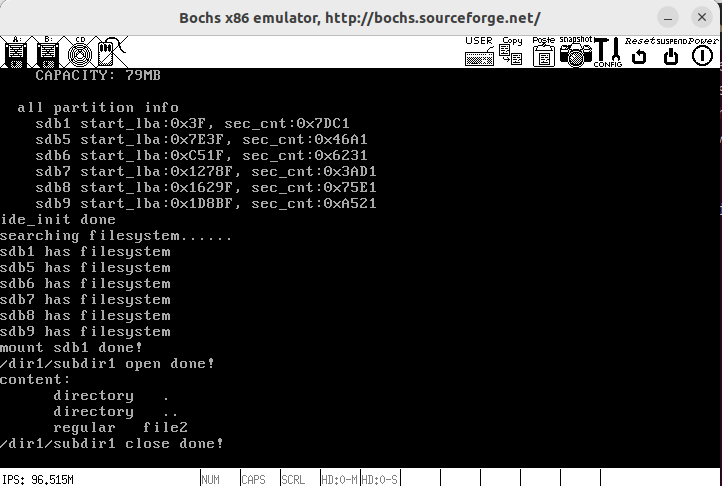 Bochs x86 emulator, http://bochs.sourceforge.net/
A: B: CD USER Copy Paste snapshot CONFIG Reset SUSPEND Power
CAPACITY: 79MB
all partition info
sdb1 start_lba:0x3F, sec_cnt:0x7DC1
sdb5 start_lba:0x7E3F, sec_cnt:0x46A1
sdb6 start_lba:0xC51F, sec_cnt:0x6231
sdb7 start_lba:0x1278F, sec_cnt:0x3AD1
sdb8 start_lba:0x1629F, sec_cnt:0x75E1
sdb9 start_lba:0x1D8BF, sec_cnt:0xA521
ide_init done
searching filesystem......
sdb1 has filesystem
sdb5 has filesystem
sdb6 has filesystem
sdb7 has filesystem
sdb8 has filesystem
sdb9 has filesystem
mount sdb1 done!
/dir1/subdir1 open done!
content:
directory .
directory ..
regular file2
/dir1/subdir1 close done!
IPS: 96.515M NUM CAPS SCRL HD:0-M HD:0-S